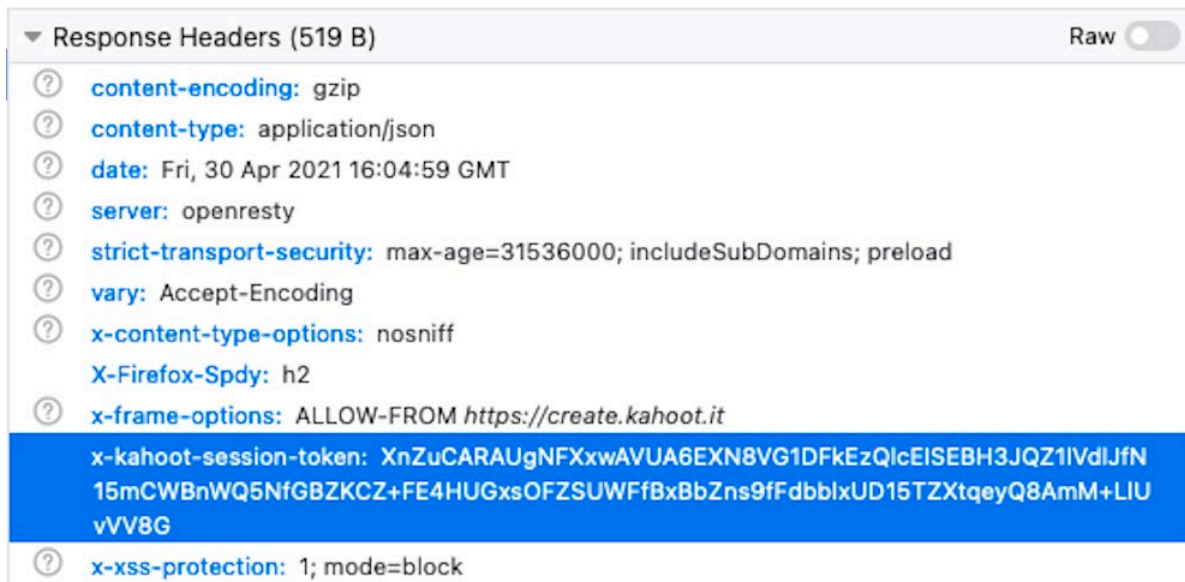 Response Headers (519 B) Raw
content-encoding: gzip
content-type: application/json
date: Fri, 30 Apr 2021 16:04:59 GMT
server: openresty
strict-transport-security: max-age=31536000; includeSubDomains; preload
vary: Accept-Encoding
x-content-type-options: nosniff
X-Firefox-Spdy: h2
x-frame-options: ALLOW-FROM https://create.kahoot.it
x-kahoot-session-token: XnZuCARAUgNFXxwAVUA6EXN8VG1DFkEzQlcEISEBH3JQZ1lVdlJfN
15mCWBnWQ5NfGBZKCZ+FE4HUGxsOFZSUWFfBxBbZns9fFdbblxUD15TZXtqeyQ8AmM+LlU
vVV8G
x-xss-protection: 1; mode=block